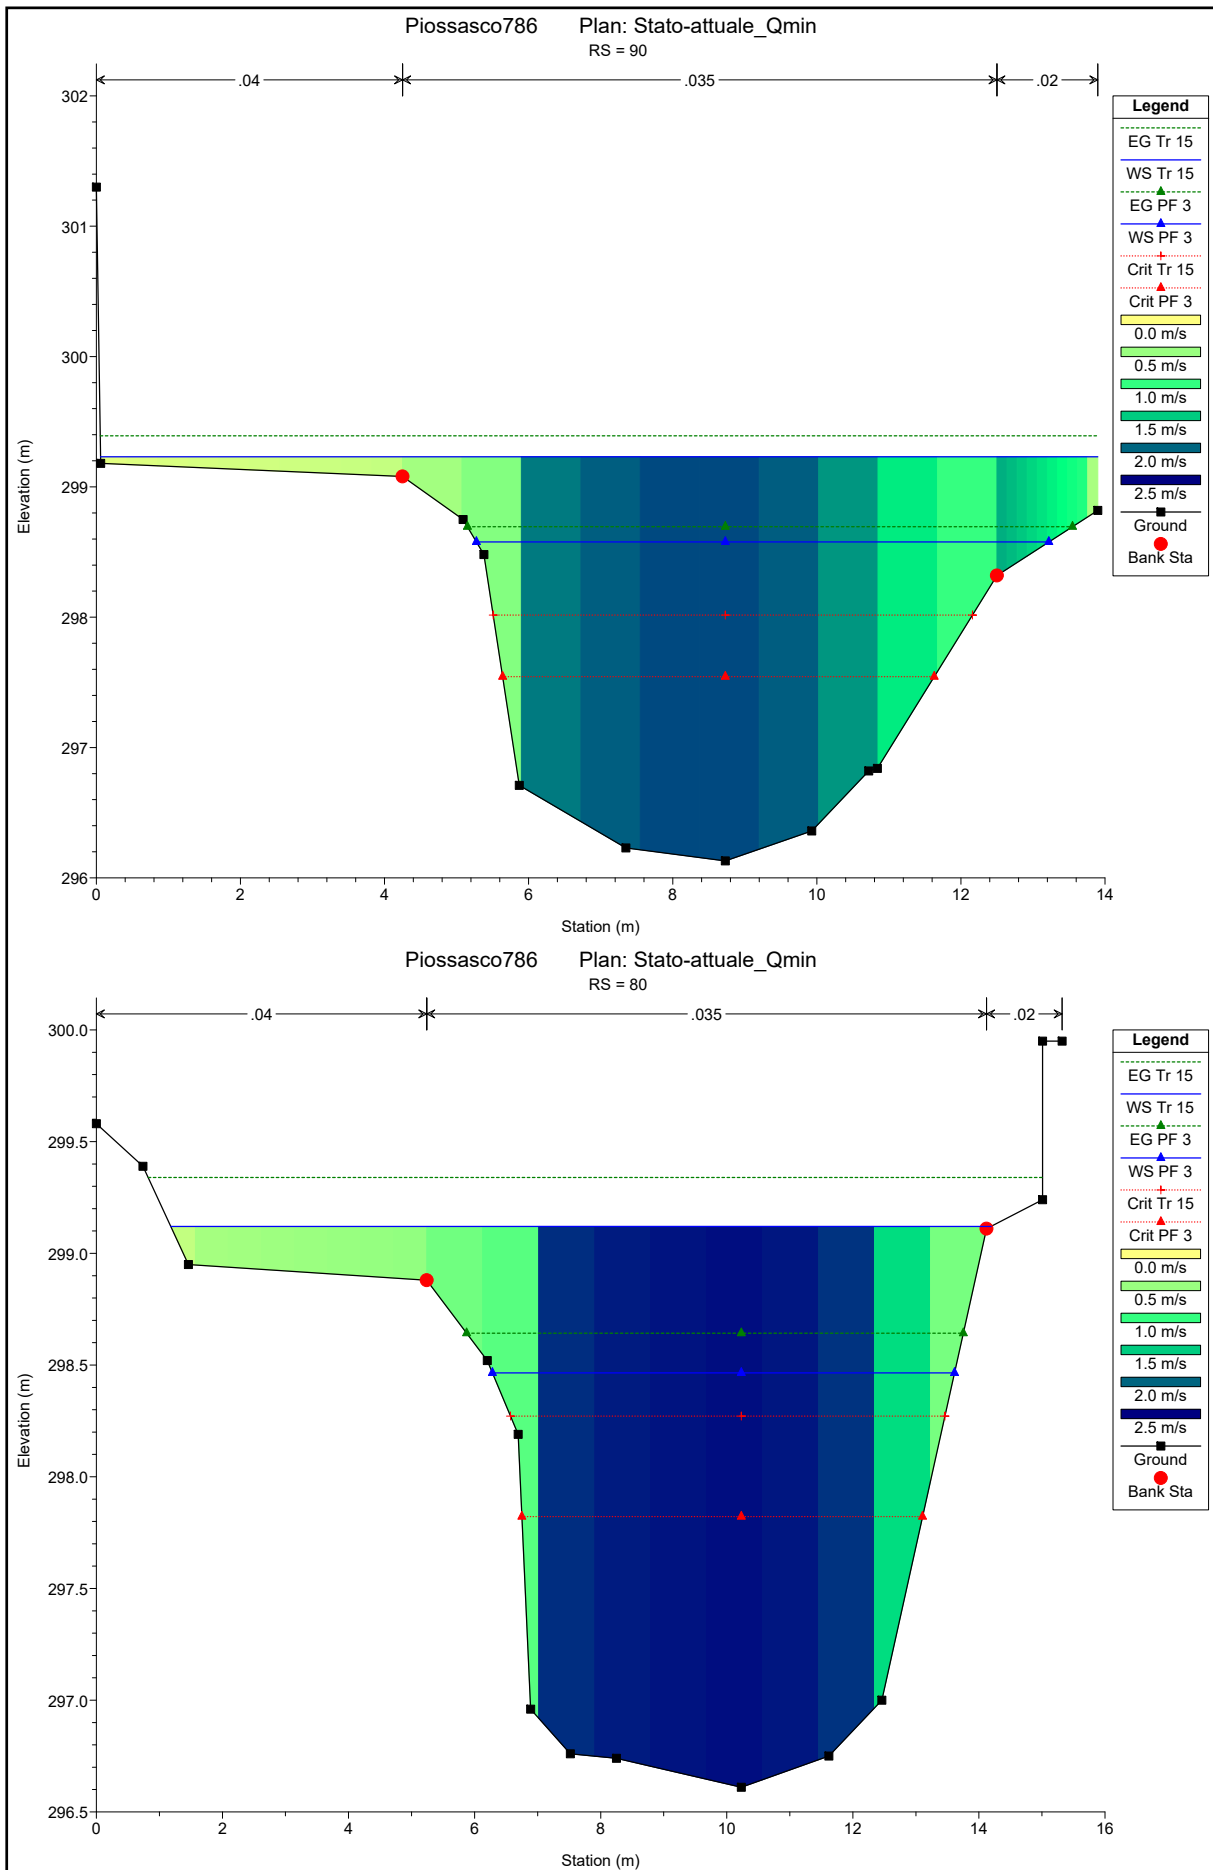 Piossasco786 Plan: Stato-attuale_Qmin
RS = 90
.04 .035 .02
302
301
300
299
298
297
296
Elevation (m)
0 2 4 6 8 10 12 14
Station (m)
Legend
EG Tr 15
WS Tr 15
EG PF 3
WS PF 3
Crit Tr 15
Crit PF 3
0.0 m/s
0.5 m/s
1.0 m/s
1.5 m/s
2.0 m/s
2.5 m/s
Ground
Bank Sta
Piossasco786 Plan: Stato-attuale_Qmin
RS = 80
.04 .035 .02
300.0
299.5
299.0
298.5
298.0
297.5
297.0
296.5
Elevation (m)
0 2 4 6 8 10 12 14 16
Station (m)
Legend
EG Tr 15
WS Tr 15
EG PF 3
WS PF 3
Crit Tr 15
Crit PF 3
0.0 m/s
0.5 m/s
1.0 m/s
1.5 m/s
2.0 m/s
2.5 m/s
Ground
Bank Sta